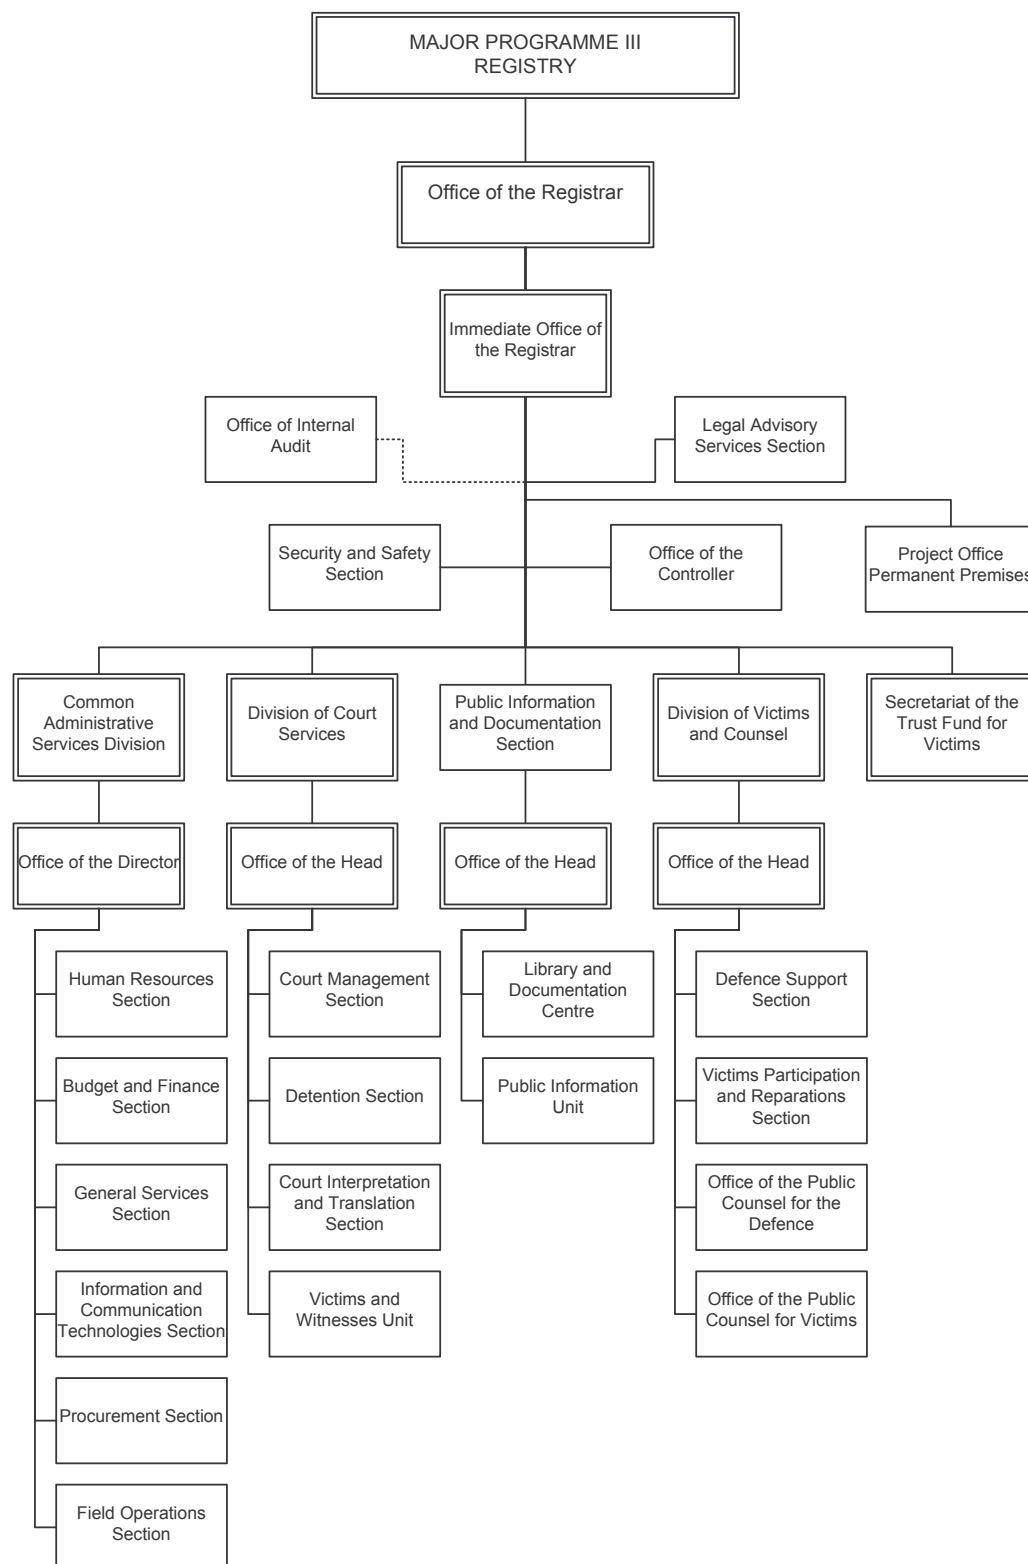 MAJOR PROGRAMME III
REGISTRY
Office of the Registrar
Immediate Office of
the Registrar
Office of Internal
Audit
Legal Advisory
Services Section
Security and Safety
Section
Office of the
Controller
Project Office
Permanent Premises
Common
Administrative
Services Division
Division of Court
Services
Public Information
and Documentation
Section
Division of Victims
and Counsel
Secretariat of the
Trust Fund for
Victims
Office of the Director
Office of the Head
Office of the Head
Office of the Head
Human Resources
Section
Budget and Finance
Section
General Services
Section
Information and
Communication
Technologies Section
Procurement Section
Field Operations
Section
Court Management
Section
Detention Section
Court Interpretation
and Translation
Section
Victims and
Witnesses Unit
Library and
Documentation
Centre
Public Information
Unit
Defence Support
Section
Victims Participation
and Reparations
Section
Office of the Public
Counsel for the
Defence
Office of the Public
Counsel for Victims